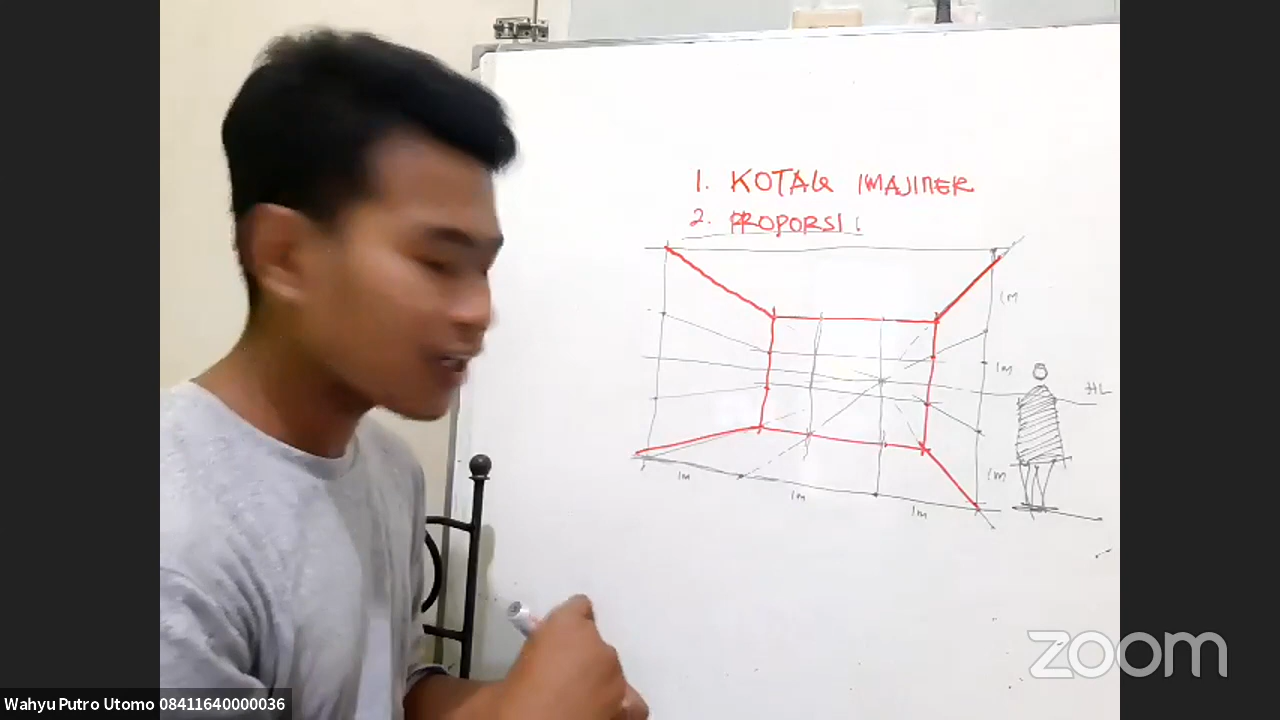 1. KOTAK IMAJINER
2. PROPORSI
1M
1M
HL
1M
1M
1M
1M
zoom
Wahyu Putro Utomo 08411640000036